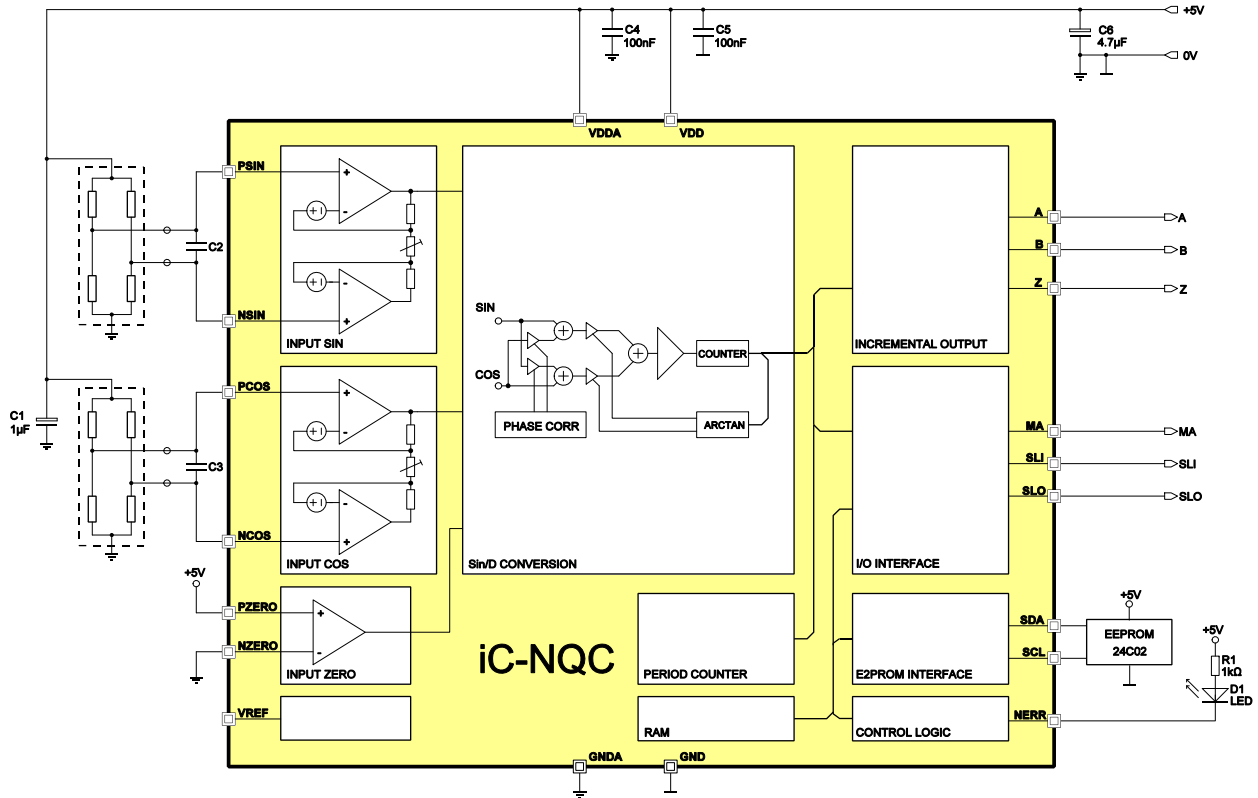 +5V
C4
100nF
C5
100nF
C6
4.7µF
0V
VDDA
VDD
PSIN
+
-
+
-
-
+
NSIN
INPUT SIN
C2
SIN
COS
+
+
+
COUNTER
PHASE CORR
ARCTAN
Sin/D CONVERSION
A
B
Z
A
B
Z
INCREMENTAL OUTPUT
C1
1µF
PCOS
+
-
+
-
-
+
NCOS
INPUT COS
C3
MA
SLI
SLO
MA
SLI
SLO
I/O INTERFACE
+5V
PZERO
NZERO
+
-
INPUT ZERO
VREF
iC-NQC
PERIOD COUNTER
RAM
SDA
SCL
E2PROM INTERFACE
+5V
EEPROM
24C02
NERR
CONTROL LOGIC
+5V
R1
1kΩ
D1
LED
GNDA
GND